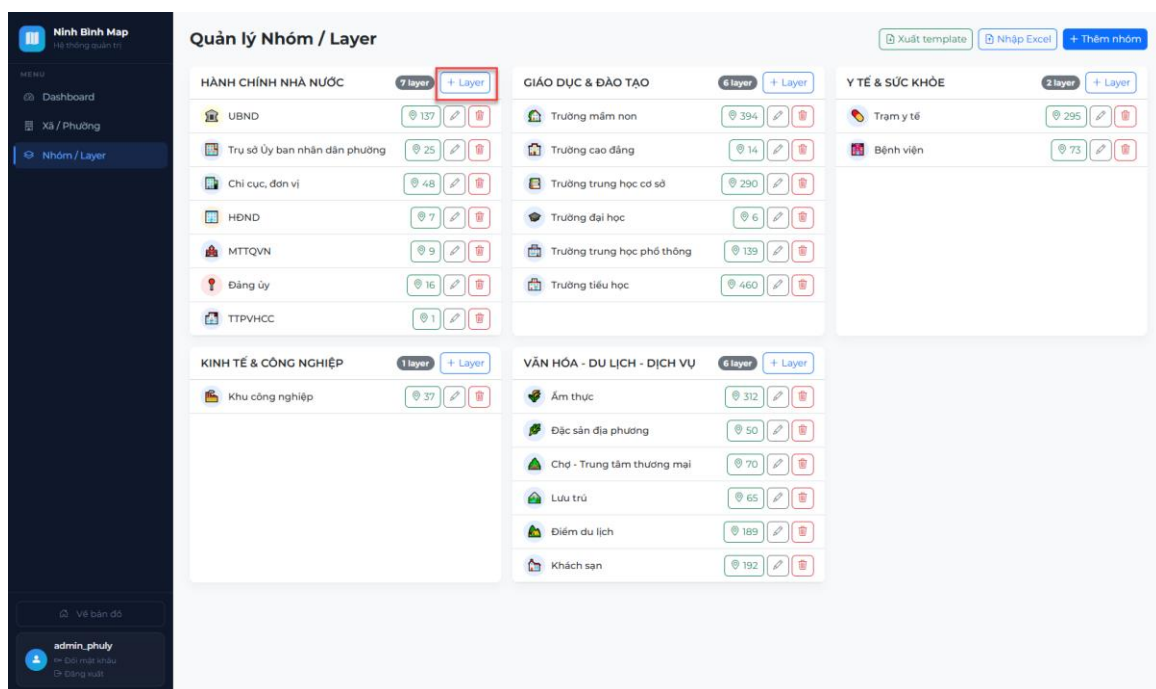 Ninh Bình Map
Hệ thống quản trị
MENU
Dashboard
Xã / Phường
Nhóm / Layer
Về bản đồ
admin_phuly
Đổi mật khẩu
Đăng xuất
Quản lý Nhóm / Layer
Xuất template
Nhập Excel
+ Thêm nhóm
HÀNH CHÍNH NHÀ NƯỚC 7 layer + Layer
UBND 137
Trụ sở Ủy ban nhân dân phường 25
Chi cục, đơn vị 48
HĐND 7
MTTQVN 9
Đảng ủy 16
TTPVHCC 1
GIÁO DỤC & ĐÀO TẠO 6 layer + Layer
Trường mầm non 394
Trường cao đẳng 14
Trường trung học cơ sở 290
Trường đại học 6
Trường trung học phổ thông 139
Trường tiểu học 460
Y TẾ & SỨC KHỎE 2 layer + Layer
Trạm y tế 295
Bệnh viện 73
KINH TẾ & CÔNG NGHIỆP 1 layer + Layer
Khu công nghiệp 37
VĂN HÓA - DU LỊCH - DỊCH VỤ 6 layer + Layer
Ẩm thực 312
Đặc sản địa phương 50
Chợ - Trung tâm thương mại 70
Lưu trú 65
Điểm du lịch 189
Khách sạn 192